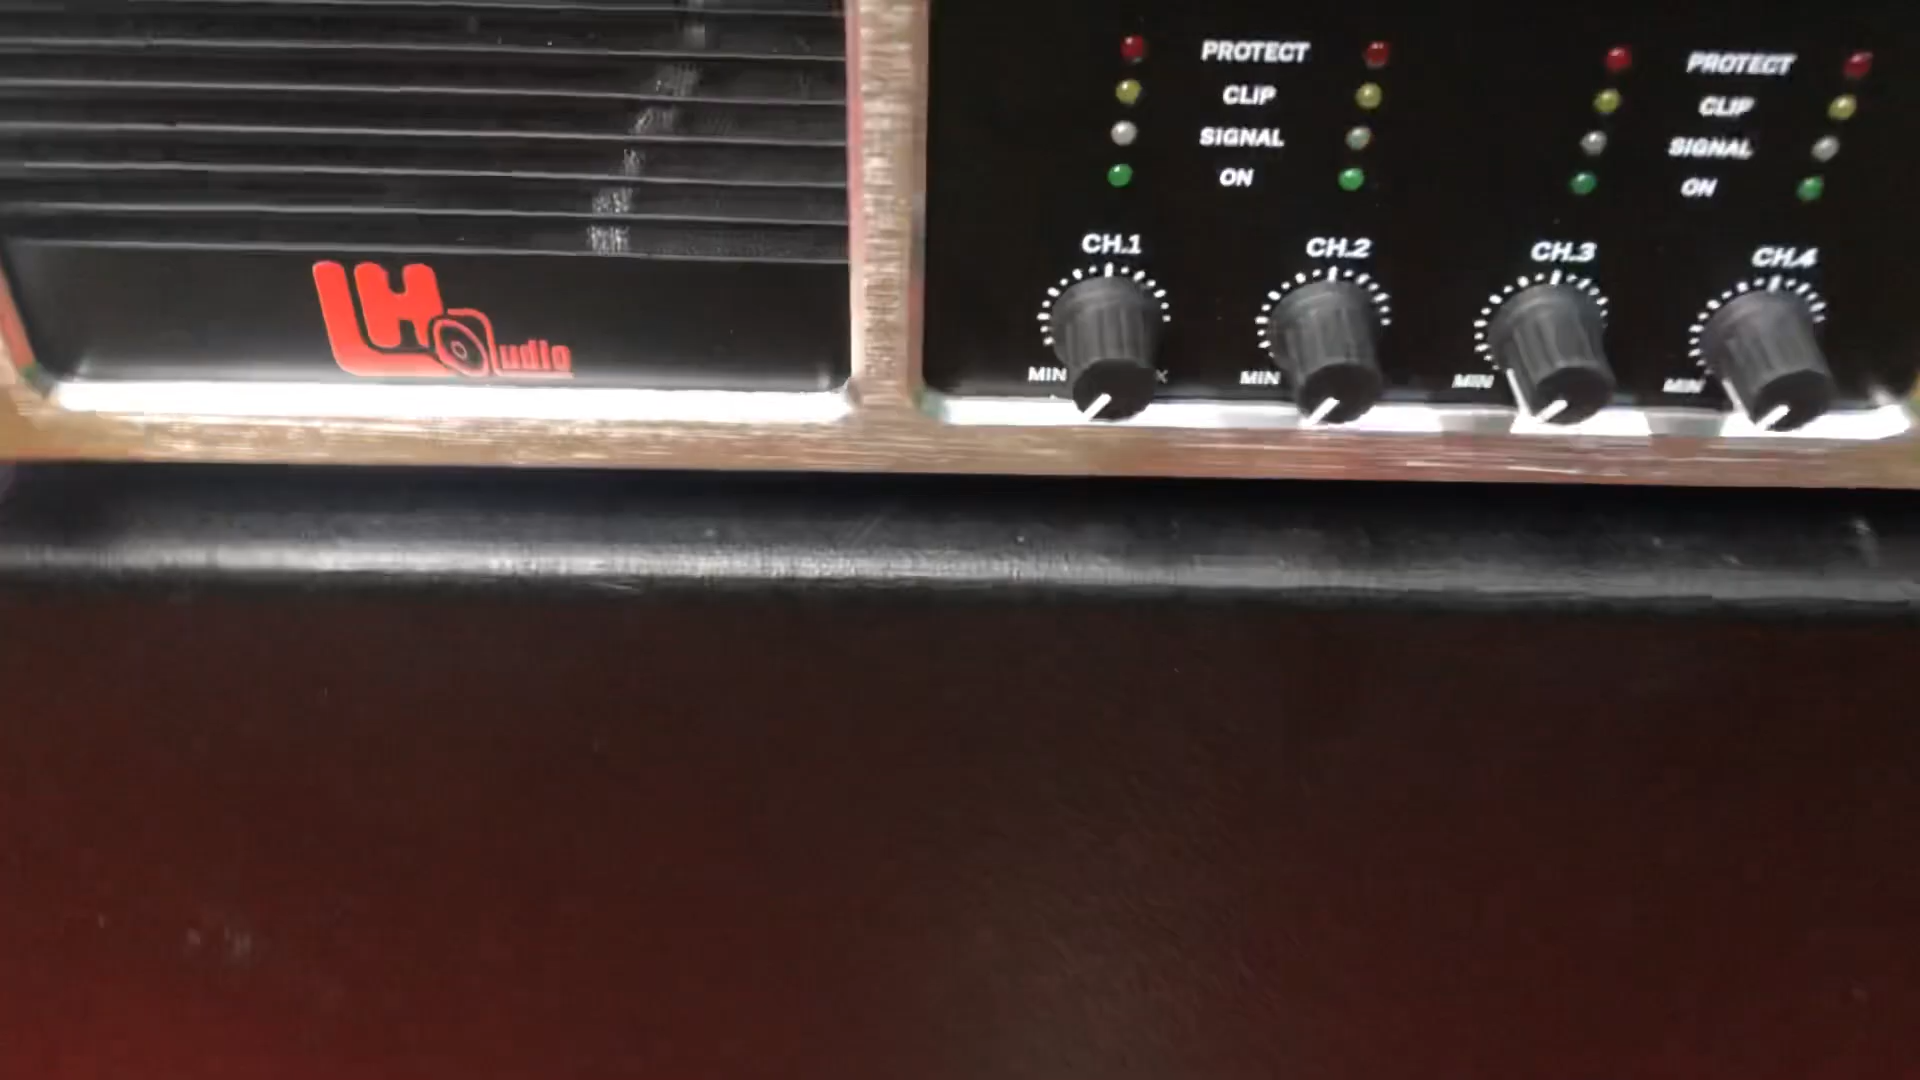 LH Audio
PROTECT
CLIP
SIGNAL
ON
PROTECT
CLIP
SIGNAL
ON
CH.1
CH.2
CH.3
CH.4
MIN
MIN
MIN
MIN